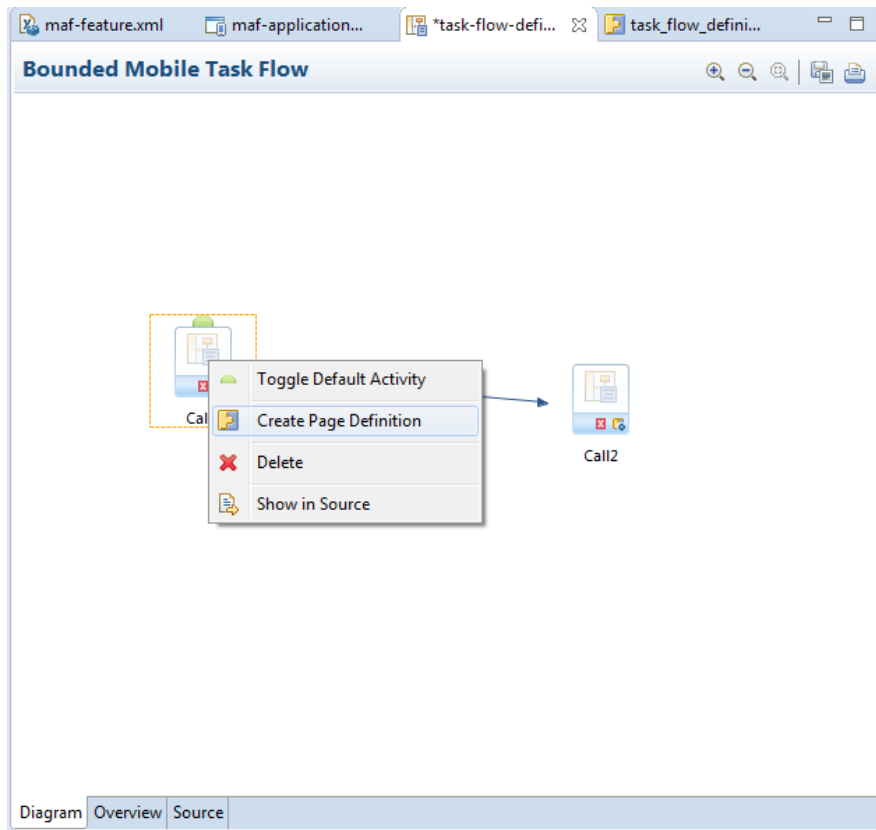 maf-feature.xml
maf-application...
*task-flow-defi...
task_flow_defini...
Bounded Mobile Task Flow
Toggle Default Activity
Create Page Definition
Cal
Delete
Call2
Show in Source
Diagram
Overview
Source